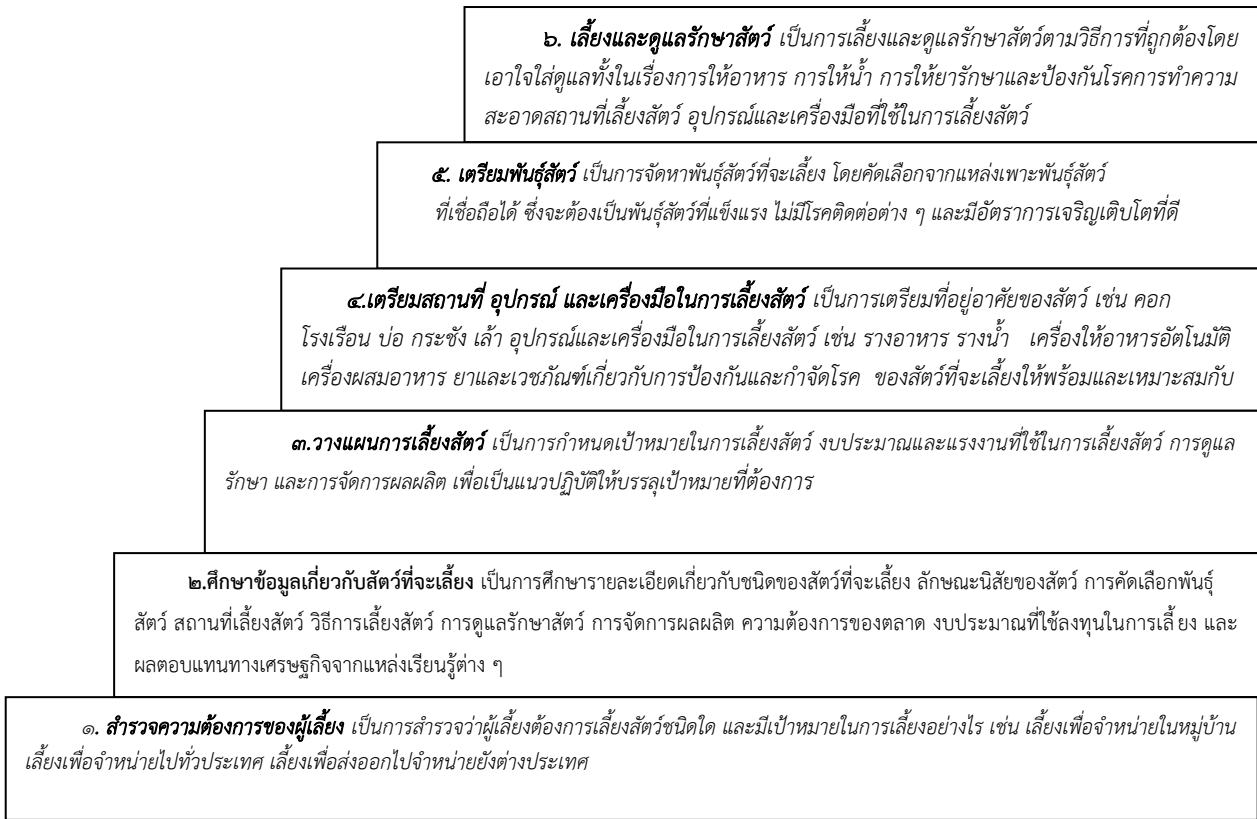 ๖. เลี้ยงและดูแลรักษาสัตว์ เป็นการเลี้ยงและดูแลรักษาสัตว์ตามวิธีการที่ถูกต้องโดย
เอาใจใส่ดูแลทั้งในเรื่องการให้อาหาร การให้น้ำ การให้ยารักษาและป้องกันโรคการทำความ
สะอาดสถานที่เลี้ยงสัตว์ อุปกรณ์และเครื่องมือที่ใช้ในการเลี้ยงสัตว์
๕. เตรียมพันธุ์สัตว์ เป็นการจัดหาพันธุ์สัตว์ที่จะเลี้ยง โดยคัดเลือกจากแหล่งเพาะพันธุ์สัตว์
ที่เชื่อถือได้ ซึ่งจะต้องเป็นพันธุ์สัตว์ที่แข็งแรง ไม่มีโรคติดต่อต่าง ๆ และมีอัตราการเจริญเติบโตที่ดี
๔.เตรียมสถานที่ อุปกรณ์ และเครื่องมือในการเลี้ยงสัตว์ เป็นการเตรียมที่อยู่อาศัยของสัตว์ เช่น คอก
โรงเรือน บ่อ กระชัง เล้า อุปกรณ์และเครื่องมือในการเลี้ยงสัตว์ เช่น รางอาหาร รางน้ำ เครื่องให้อาหารอัตโนมัติ
เครื่องผสมอาหาร ยาและเวชภัณฑ์เกี่ยวกับการป้องกันและกำจัดโรค ของสัตว์ที่จะเลี้ยงให้พร้อมและเหมาะสมกับ
๓.วางแผนการเลี้ยงสัตว์ เป็นการกำหนดเป้าหมายในการเลี้ยงสัตว์ งบประมาณและแรงงานที่ใช้ในการเลี้ยงสัตว์ การดูแล
รักษา และการจัดการผลผลิต เพื่อเป็นแนวปฏิบัติให้บรรลุเป้าหมายที่ต้องการ
๒.ศึกษาข้อมูลเกี่ยวกับสัตว์ที่จะเลี้ยง เป็นการศึกษารายละเอียดเกี่ยวกับชนิดของสัตว์ที่จะเลี้ยง ลักษณะนิสัยของสัตว์ การคัดเลือกพันธุ์
สัตว์ สถานที่เลี้ยงสัตว์ วิธีการเลี้ยงสัตว์ การดูแลรักษาสัตว์ การจัดการผลผลิต ความต้องการของตลาด งบประมาณที่ใช้ลงทุนในการเลี้ยง และ
ผลตอบแทนทางเศรษฐกิจจากแหล่งเรียนรู้ต่าง ๆ
๑. สำรวจความต้องการของผู้เลี้ยง เป็นการสำรวจว่าผู้เลี้ยงต้องการเลี้ยงสัตว์ชนิดใด และมีเป้าหมายในการเลี้ยงอย่างไร เช่น เลี้ยงเพื่อจำหน่ายในหมู่บ้าน
เลี้ยงเพื่อจำหน่ายไปทั่วประเทศ เลี้ยงเพื่อส่งออกไปจำหน่ายยังต่างประเทศ